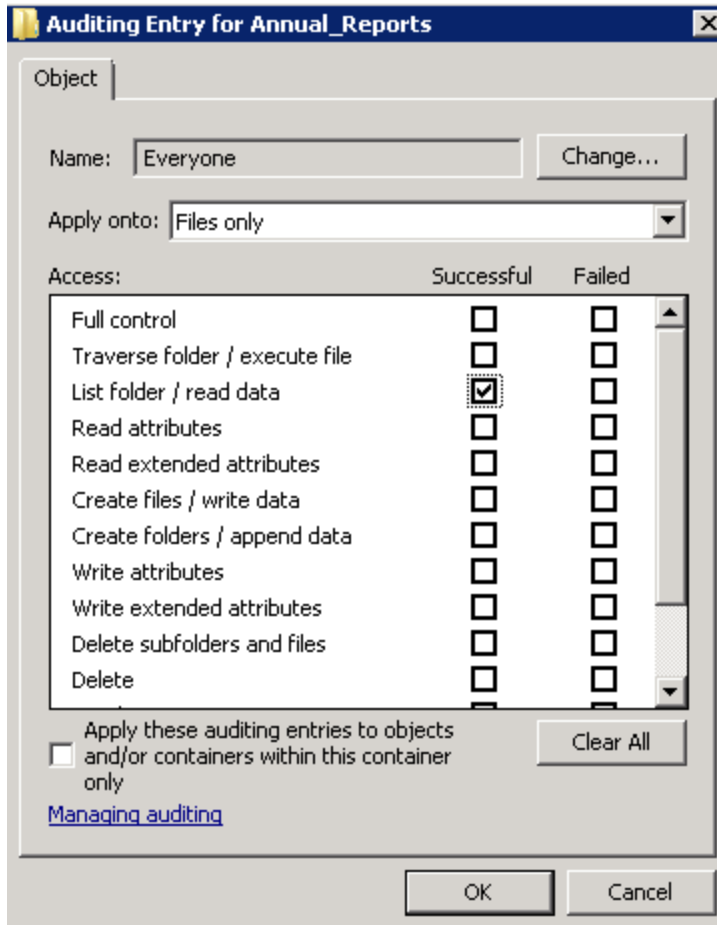 Auditing Entry for Annual_Reports
Object
Name: Everyone Change...
Apply onto: Files only
Access: Successful Failed
Full control
Traverse folder / execute file
List folder / read data
Read attributes
Read extended attributes
Create files / write data
Create folders / append data
Write attributes
Write extended attributes
Delete subfolders and files
Delete
Apply these auditing entries to objects
and/or containers within this container
only
Clear All
Managing auditing
OK Cancel